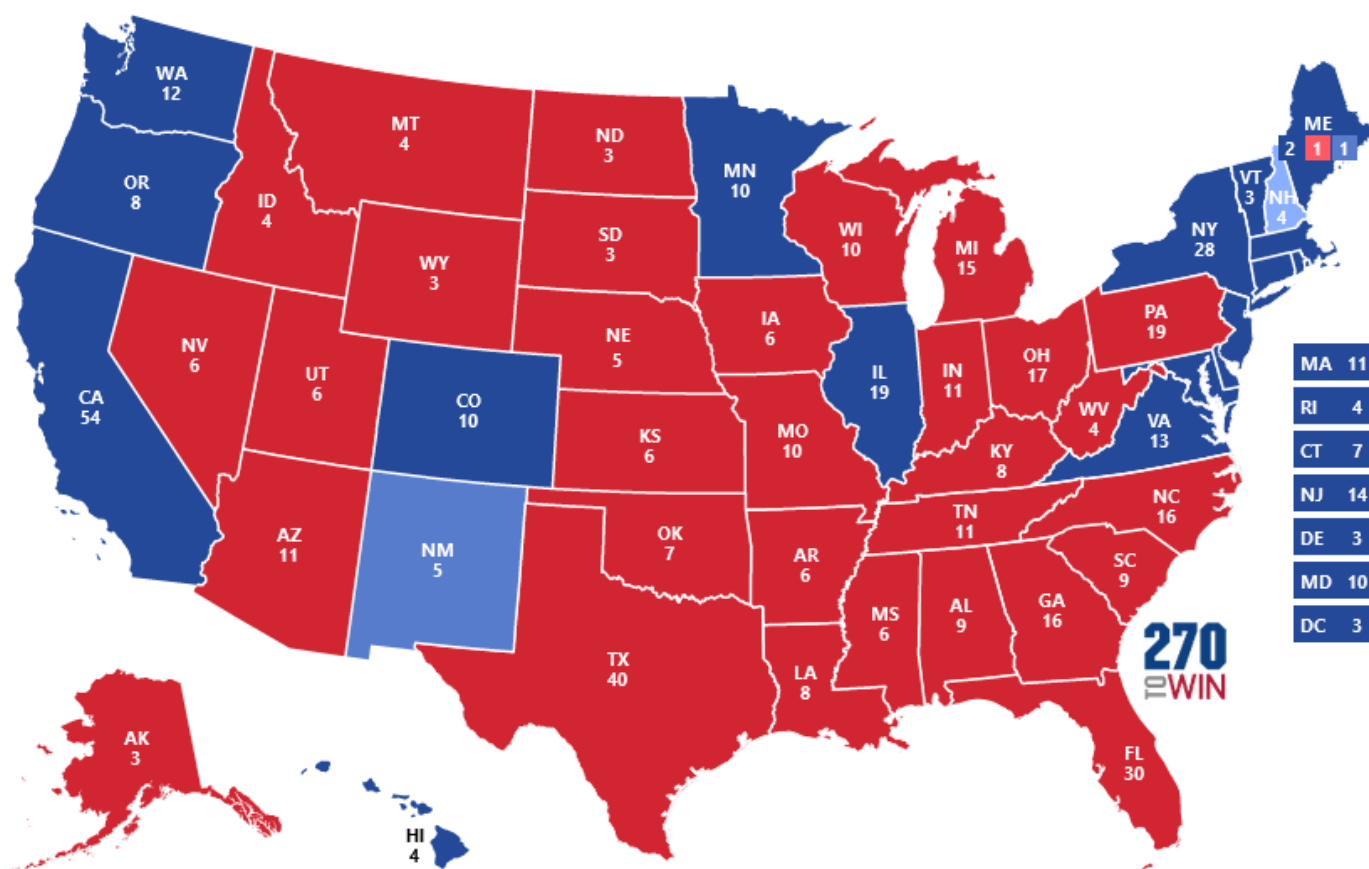 WA
12
OR
8
CA
54
NV
6
ID
4
MT
4
WY
3
UT
6
AZ
11
CO
10
NM
5
ND
3
SD
3
NE
5
KS
6
OK
7
TX
40
MN
10
IA
6
MO
10
AR
6
LA
8
WI
10
IL
19
MI
15
IN
11
OH
17
KY
8
TN
11
MS
6
AL
9
GA
16
FL
30
SC
9
NC
16
WV
4
VA
13
PA
19
NY
28
VT
3
NH
4
ME
2 1 1
MA 11
RI 4
CT 7
NJ 14
DE 3
MD 10
DC 3
AK
3
HI
4
270
TO WIN